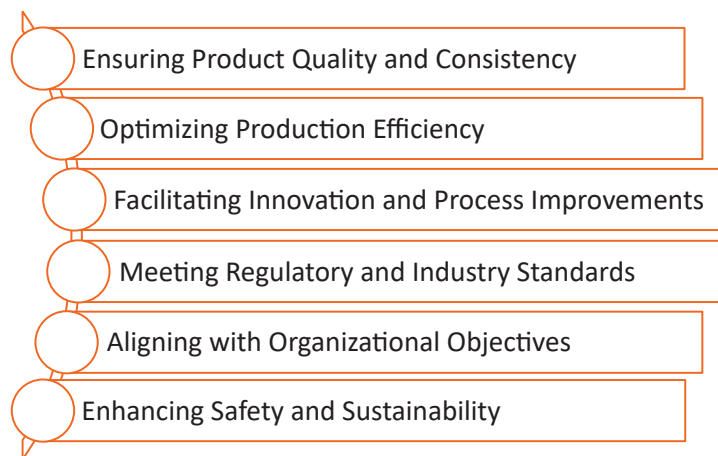 Ensuring Product Quality and Consistency
Optimizing Production Efficiency
Facilitating Innovation and Process Improvements
Meeting Regulatory and Industry Standards
Aligning with Organizational Objectives
Enhancing Safety and Sustainability